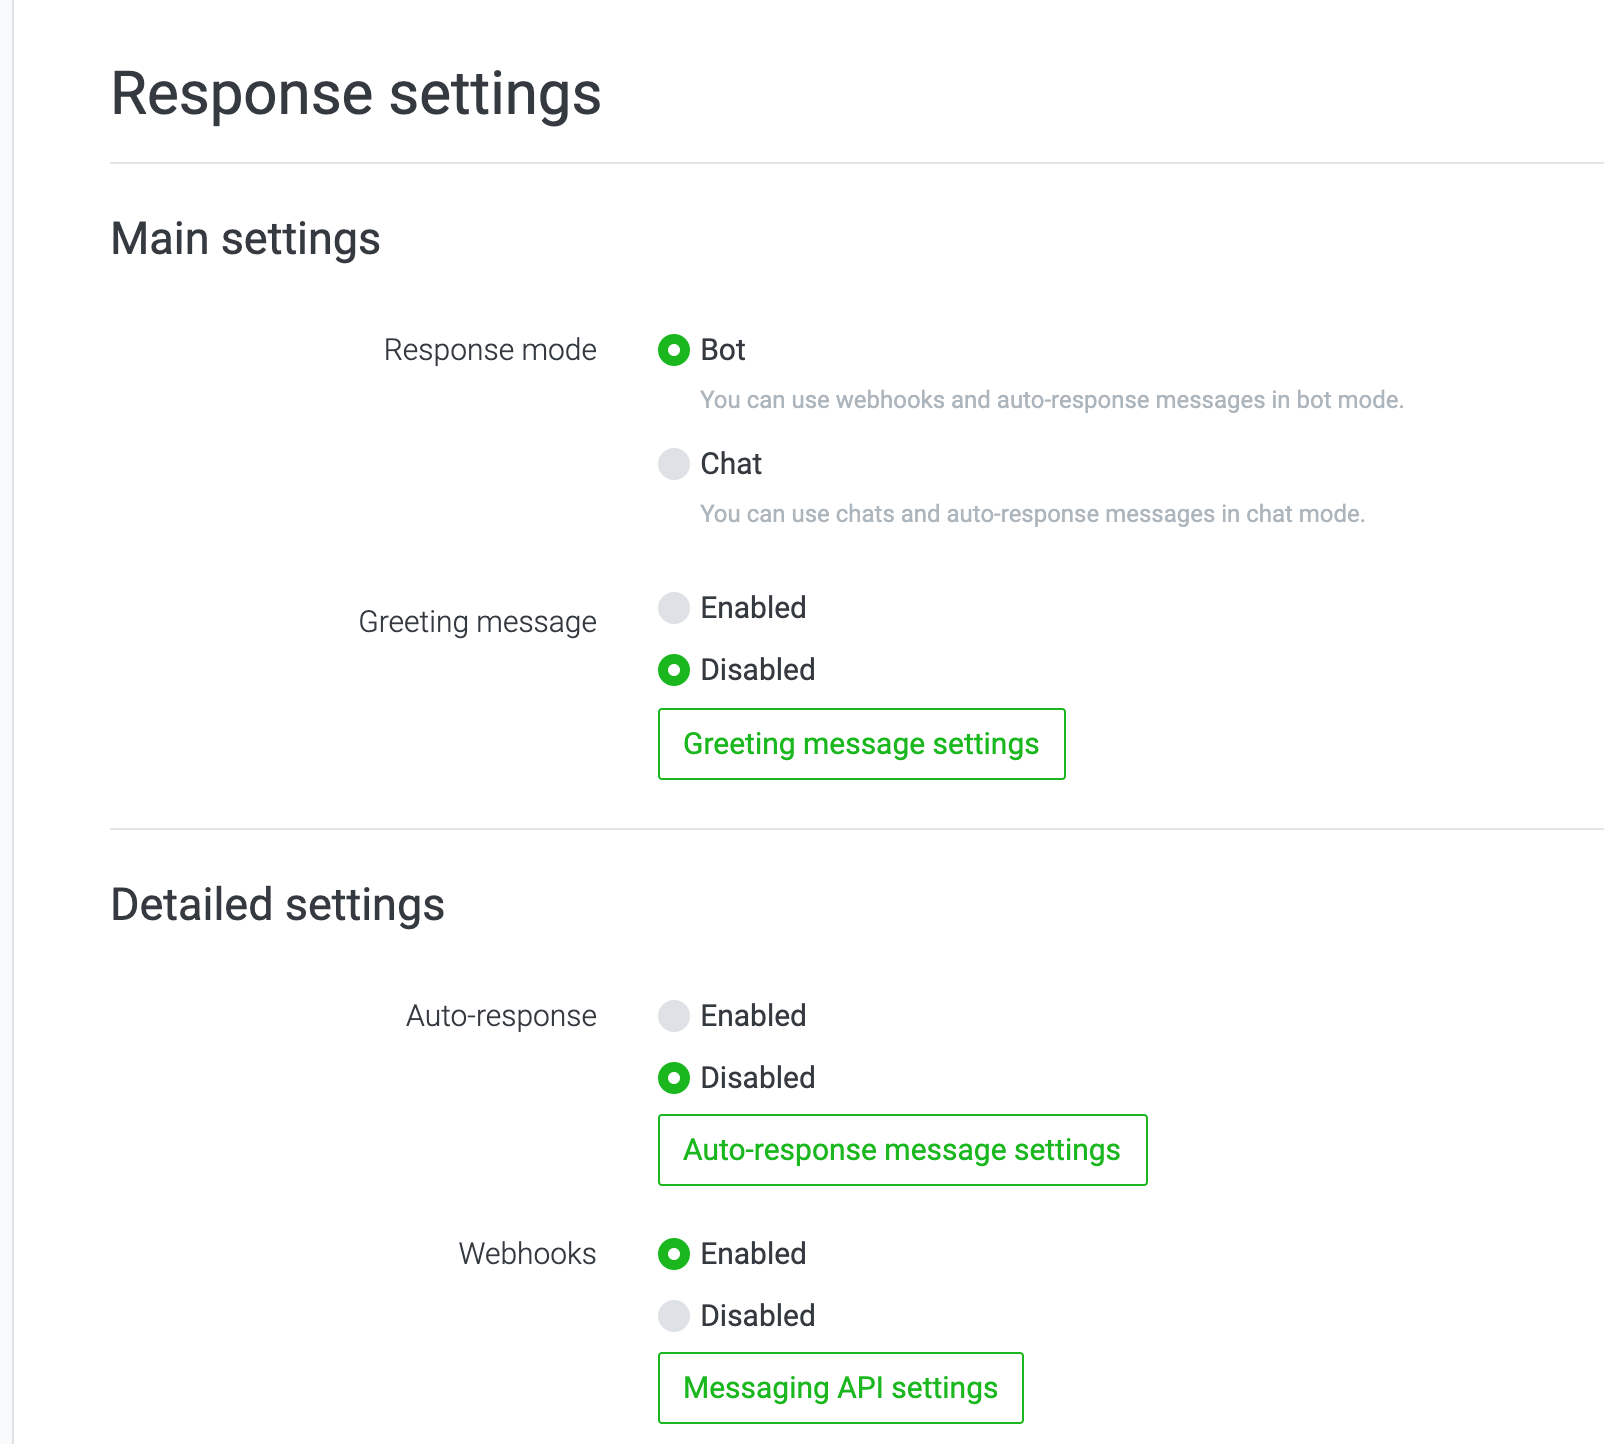 Response settings
Main settings
Response mode
Bot
You can use webhooks and auto-response messages in bot mode.
Chat
You can use chats and auto-response messages in chat mode.
Greeting message
Enabled
Disabled
Greeting message settings
Detailed settings
Auto-response
Enabled
Disabled
Auto-response message settings
Webhooks
Enabled
Disabled
Messaging API settings